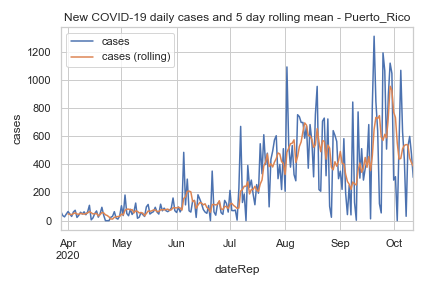 New COVID-19 daily cases and 5 day rolling mean - Puerto_Rico
cases
cases (rolling)
1200
1000
800
600
400
200
0
cases
Apr May Jun Jul Aug Sep Oct
2020
dateRep